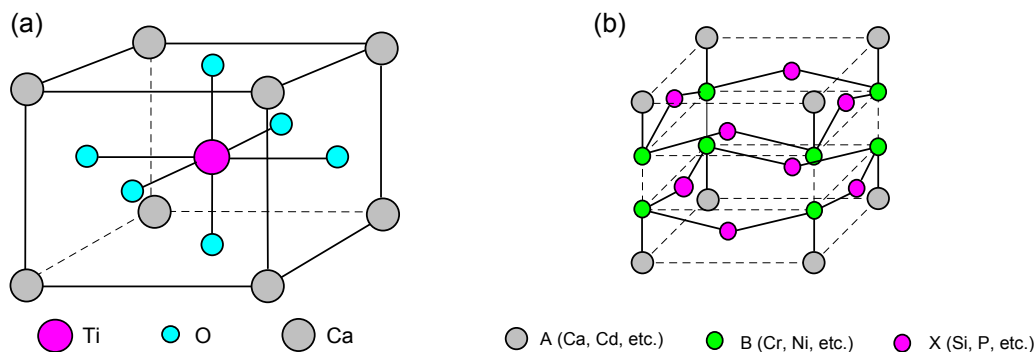 (a)
(b)
Ti
O
Ca
A (Ca, Cd, etc.)
B (Cr, Ni, etc.)
X (Si, P, etc.)